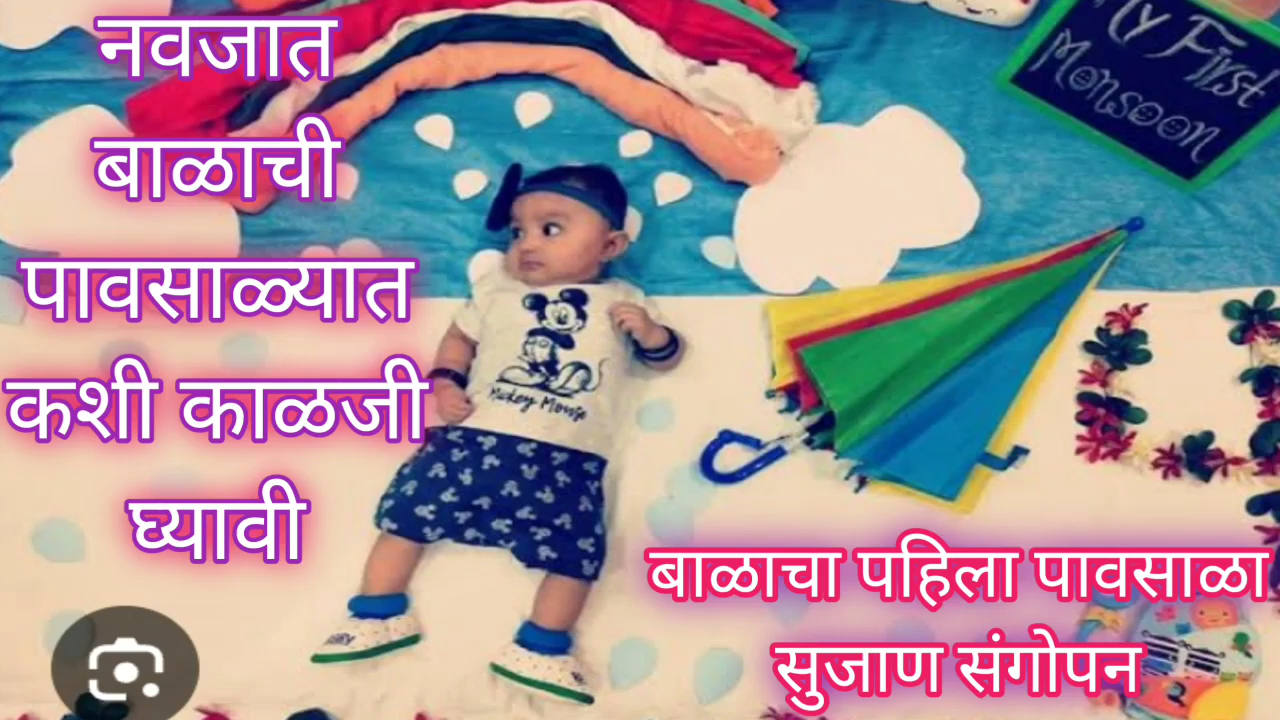 नवजात
बाळाची
पावसाळ्यात
कशी काळजी
घ्यावी
My First
Monsoon
Mickey Mouse
बाळाचा पहिला पावसाळा
सुजाण संगोपन